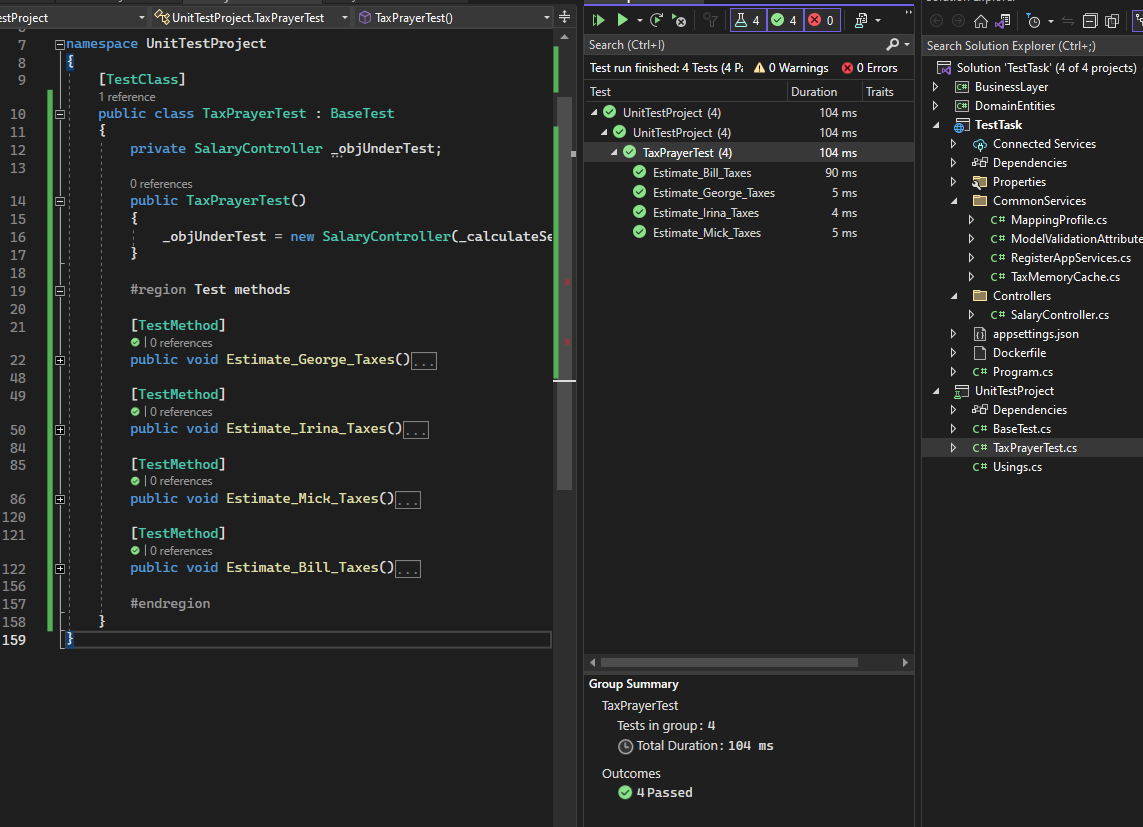 estProject
UnitTestProject.TaxPrayerTest
TaxPrayerTest()
7 namespace UnitTestProject
8 {
9 [TestClass]
1 reference
10 public class TaxPrayerTest : BaseTest
11 {
12 private SalaryController _objUnderTest;
13
0 references
14 public TaxPrayerTest()
15 {
16 _objUnderTest = new SalaryController(_calculateSe
17 }
18
19 #region Test methods
20
21 [TestMethod]
| 0 references
22 public void Estimate_George_Taxes()...
48
49 [TestMethod]
| 0 references
50 public void Estimate_Irina_Taxes()...
84
85 [TestMethod]
| 0 references
86 public void Estimate_Mick_Taxes()...
120
121 [TestMethod]
| 0 references
122 public void Estimate_Bill_Taxes()...
156
157 #endregion
158 }
159 }
4 4 0
Search (Ctrl+I)
Test run finished: 4 Tests (4 Pa 0 Warnings 0 Errors
Test Duration Traits
UnitTestProject (4) 104 ms
UnitTestProject (4) 104 ms
TaxPrayerTest (4) 104 ms
Estimate_Bill_Taxes 90 ms
Estimate_George_Taxes 5 ms
Estimate_Irina_Taxes 4 ms
Estimate_Mick_Taxes 5 ms
Group Summary
TaxPrayerTest
Tests in group: 4
Total Duration: 104 ms
Outcomes
4 Passed
Search Solution Explorer (Ctrl+;)
Solution 'TestTask' (4 of 4 projects)
C# BusinessLayer
C# DomainEntities
TestTask
Connected Services
Dependencies
Properties
CommonServices
C# MappingProfile.cs
C# ModelValidationAttribute
C# RegisterAppServices.cs
C# TaxMemoryCache.cs
Controllers
C# SalaryController.cs
appsettings.json
Dockerfile
C# Program.cs
UnitTestProject
Dependencies
C# BaseTest.cs
C# TaxPrayerTest.cs
C# Usings.cs